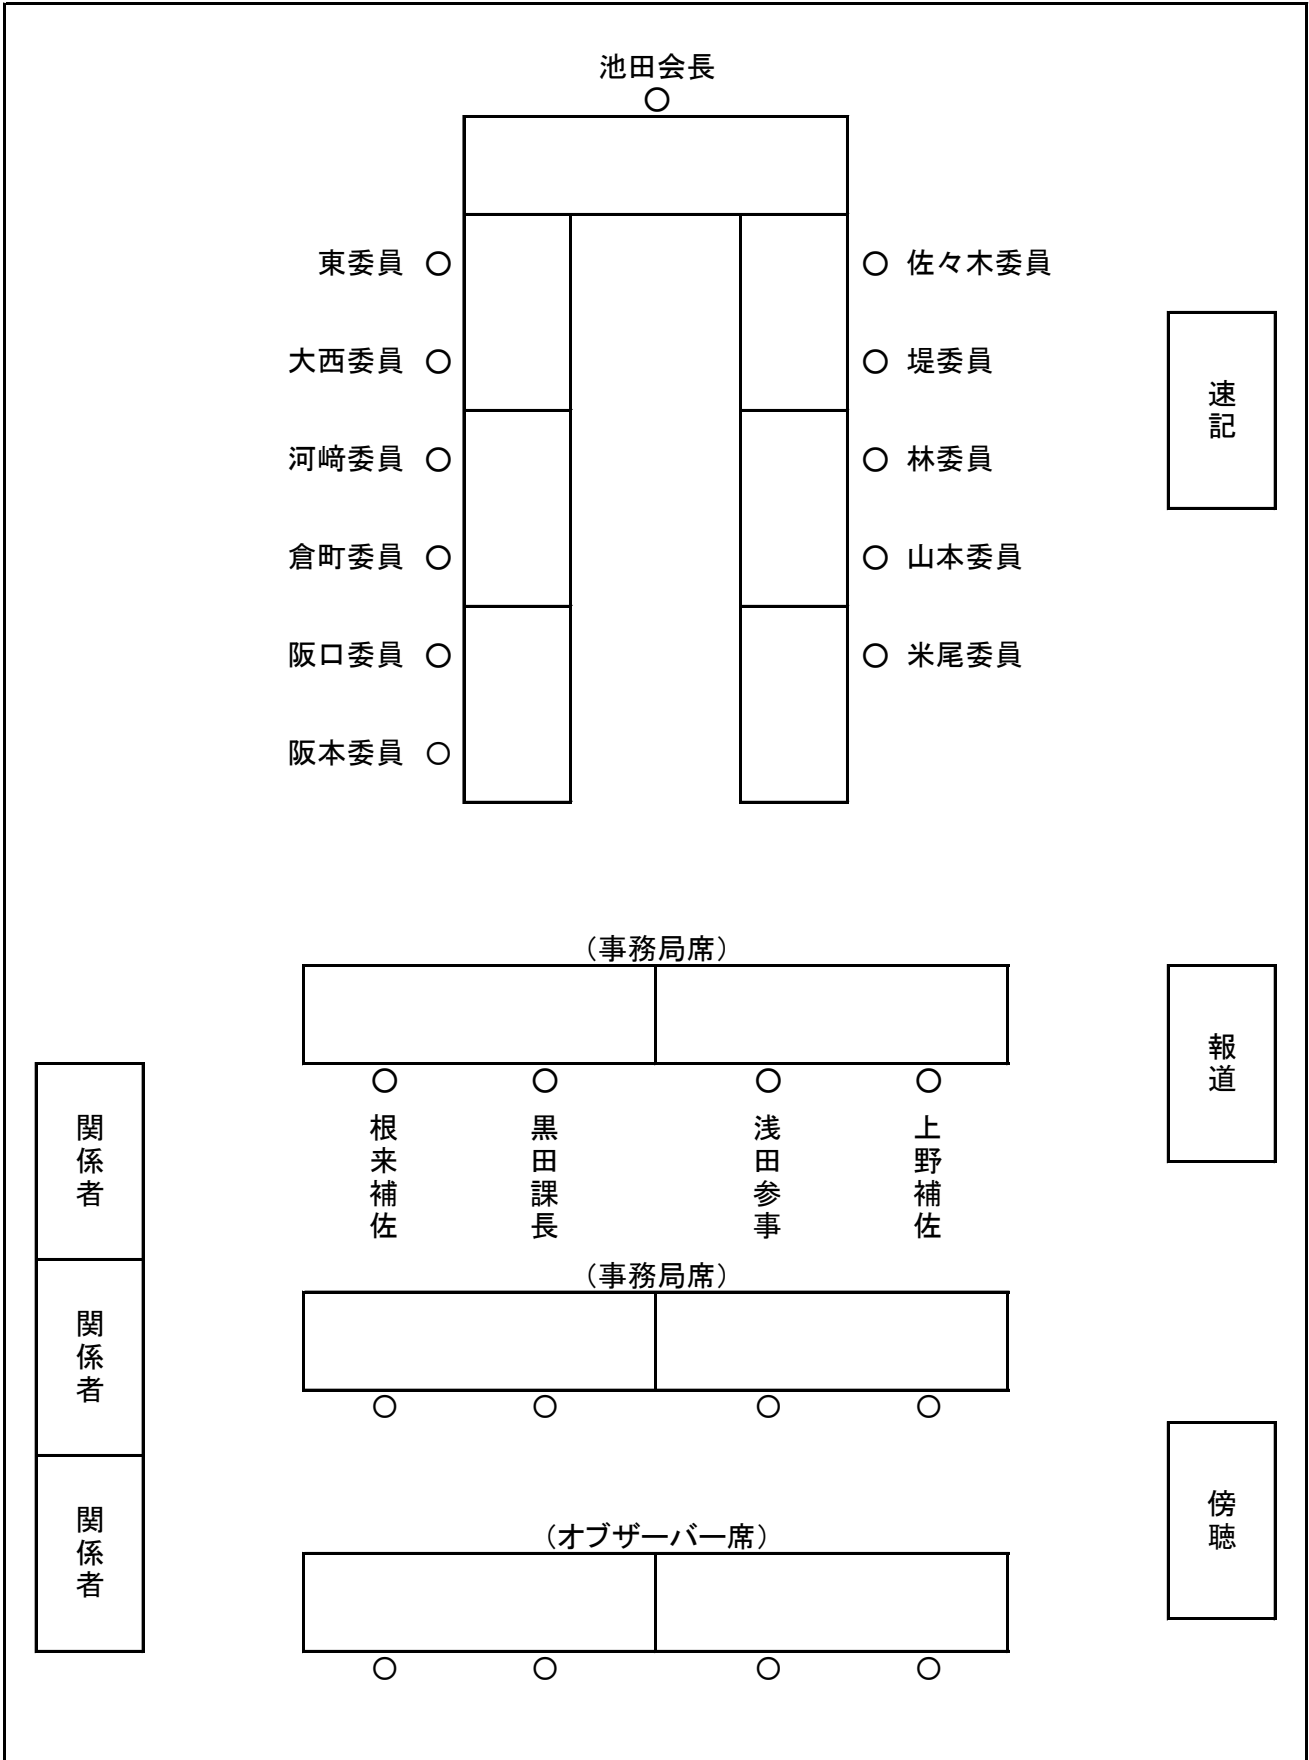 池田会長
東委員 ○ ○ 佐々木委員
大西委員 ○ ○ 堤委員
河﨑委員 ○ ○ 林委員
倉町委員 ○ ○ 山本委員
阪口委員 ○ ○ 米尾委員
阪本委員 ○
速記
（事務局席）
報道
根来補佐
黒田課長
浅田参事
上野補佐
関係者
（事務局席）
関係者
傍聴
関係者
（オブザーバー席）